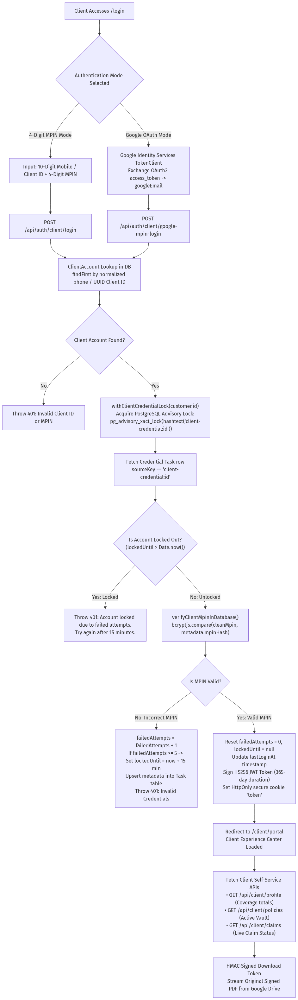 Client Accesses /login
Authentication Mode
Selected
4-Digit MPIN Mode
Google OAuth Mode
Input: 10-Digit Mobile /
Client ID + 4-Digit MPIN
Google Identity Services
TokenClient
Exchange OAuth2
access_token ->
googleEmail
POST
/api/auth/client/login
POST
/api/auth/client/google-
mpin-login
ClientAccount Lookup in DB
findFirst by normalized
phone / UUID Client ID
Client Account Found?
No
Yes
Throw 401: Invalid Client ID
or MPIN
withClientCredentialLock(customer.id)
Acquire PostgreSQL Advisory Lock:
pg_advisory_xact_lock(hashtext('client-
credential:id'))
Fetch Credential Task row
sourceKey == 'client-
credential:id'
Is Account Locked Out?
(lockedUntil > Date.now())
Yes: Locked
No: Unlocked
Throw 401: Account locked
due to failed attempts.
Try again after 15 minutes.
verifyClientMpinInDatabase()
bcryptjs.compare(cleanMpin,
metadata.mpinHash)
Is MPIN Valid?
No: Incorrect MPIN
Yes: Valid MPIN
failedAttempts =
failedAttempts + 1
If failedAttempts >= 5 ->
Set lockedUntil = now + 15
min
Upsert metadata into Task
table
Throw 401: Invalid
Credentials
Reset failedAttempts = 0,
lockedUntil = null
Update lastLoginAt
timestamp
Sign HS256 JWT Token (365-
day duration)
Set HttpOnly secure cookie
'token'
Redirect to /client/portal
Client Experience Center
Loaded
Fetch Client Self-Service
APIs
• GET /api/client/profile
(Coverage totals)
• GET /api/client/policies
(Active Vault)
• GET /api/client/claims
(Live Claim Status)
HMAC-Signed Download
Token
Stream Original Signed
PDF from Google Drive